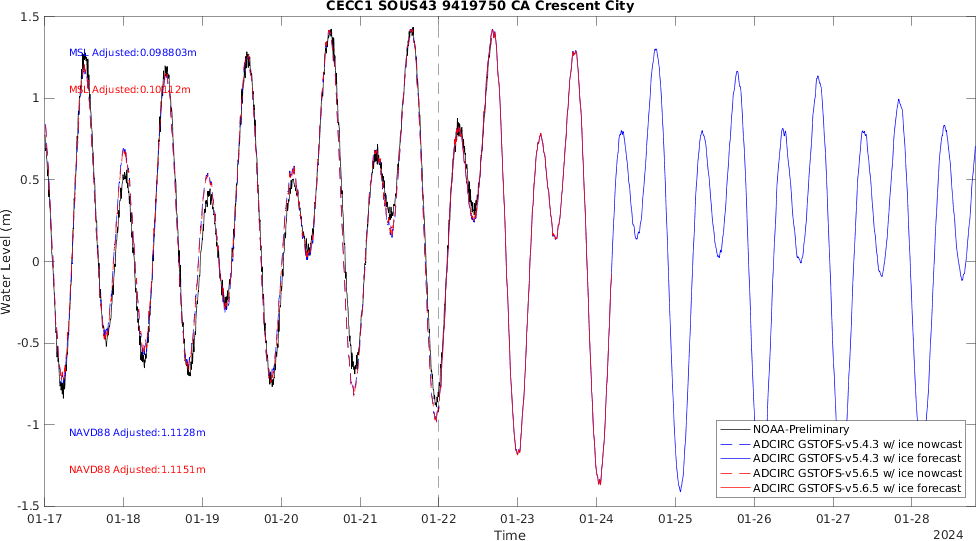 CECC1 SOUS43 9419750 CA Crescent City
1.5
1
0.5
0
-0.5
-1
-1.5
Water Level (m)
MSL Adjusted:0.098803m
MSL Adjusted:0.10112m
NAVD88 Adjusted:1.1128m
NAVD88 Adjusted:1.1151m
NOAA-Preliminary
ADCIRC GSTOFS-v5.4.3 w/ ice nowcast
ADCIRC GSTOFS-v5.4.3 w/ ice forecast
ADCIRC GSTOFS-v5.6.5 w/ ice nowcast
ADCIRC GSTOFS-v5.6.5 w/ ice forecast
01-17 01-18 01-19 01-20 01-21 01-22 01-23 01-24 01-25 01-26 01-27 01-28
Time
2024